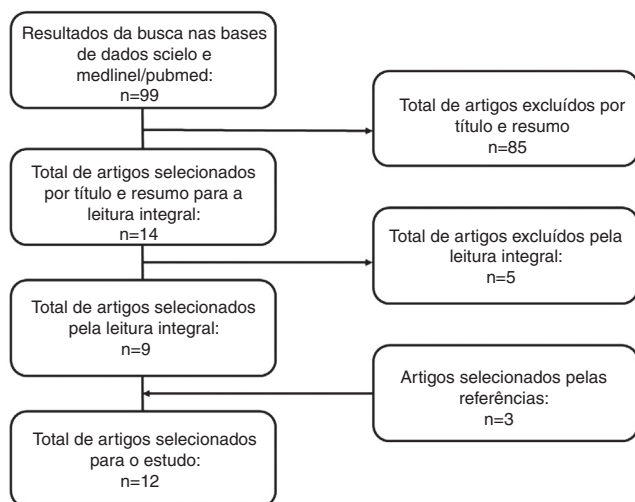 Resultados da busca nas bases
de dados scielo e
medlinel/pubmed:
n=99
Total de artigos excluídos por
título e resumo
n=85
Total de artigos selecionados
por título e resumo para a
leitura integral:
n=14
Total de artigos excluídos pela
leitura integral:
n=5
Total de artigos selecionados
pela leitura integral:
n=9
Artigos selecionados pelas
referências:
n=3
Total de artigos selecionados
para o estudo:
n=12